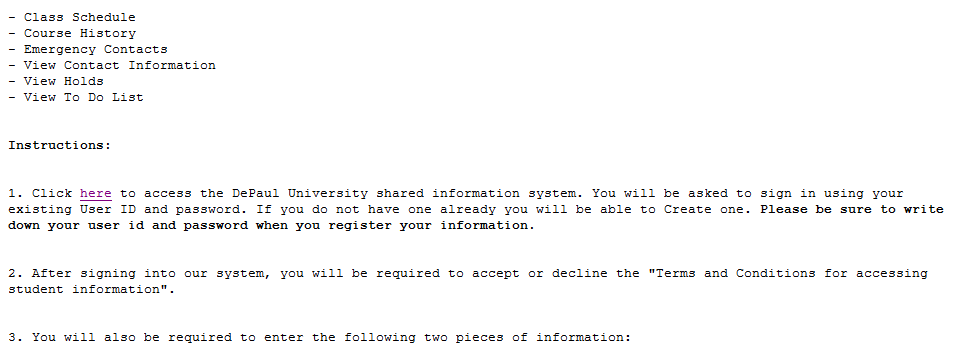 - Class Schedule
- Course History
- Emergency Contacts
- View Contact Information
- View Holds
- View To Do List
Instructions:
1. Click here to access the DePaul University shared information system. You will be asked to sign in using your
existing User ID and password. If you do not have one already you will be able to Create one. Please be sure to write
down your user id and password when you register your information.
2. After signing into our system, you will be required to accept or decline the "Terms and Conditions for accessing
student information".
3. You will also be required to enter the following two pieces of information: